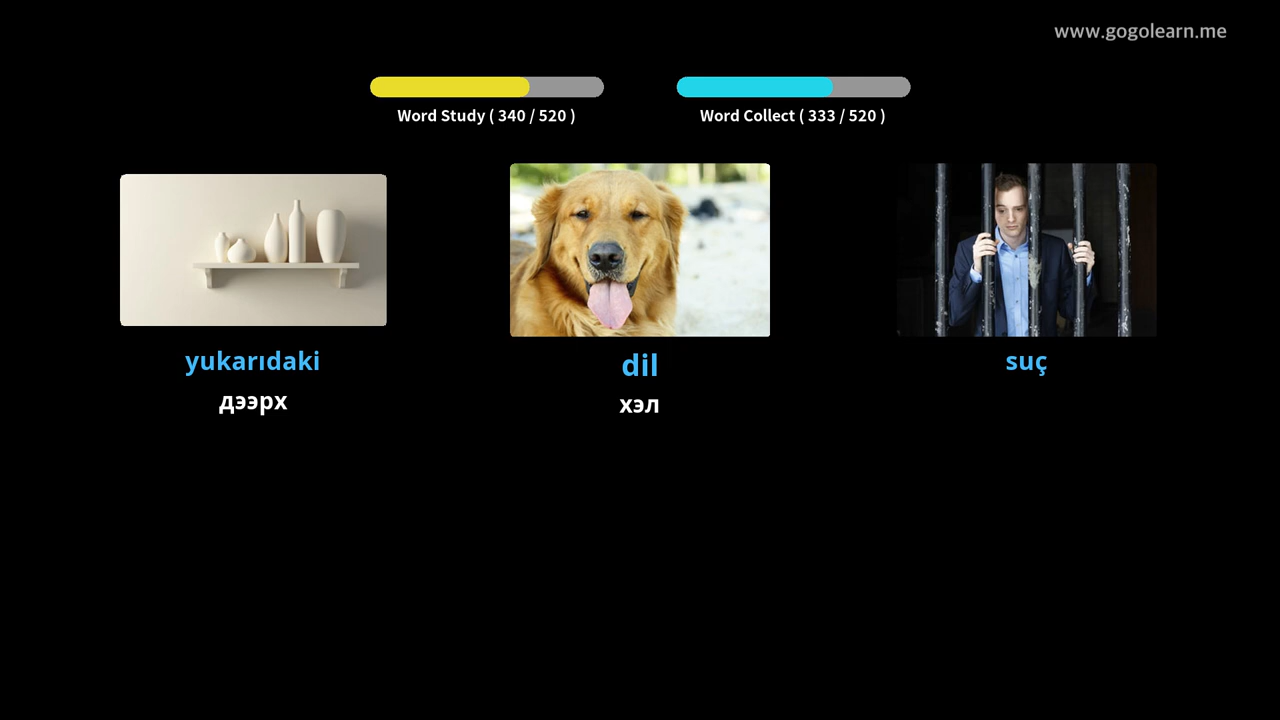 www.gogolearn.me
Word Study ( 340 / 520 )
Word Collect ( 333 / 520 )
yukarıdaki
дээрх
dil
хэл
suç